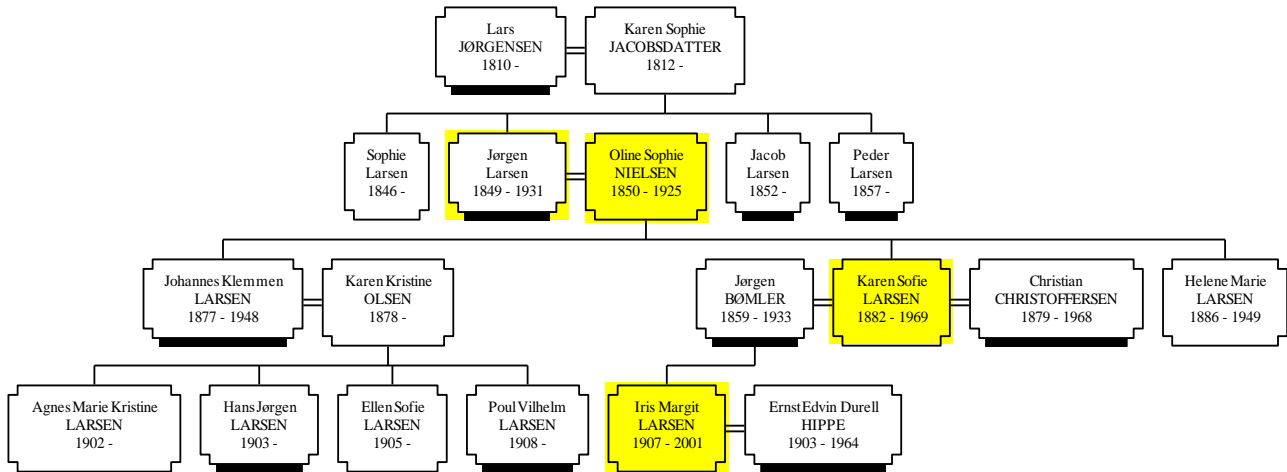 Lars
JØRGENSEN
1810 -
Karen Sophie
JACOBSDATTER
1812 -
Sophie
Larsen
1846 -
Jørgen
Larsen
1849 - 1931
Oline Sophie
NIELSEN
1850 - 1925
Jacob
Larsen
1852 -
Peder
Larsen
1857 -
Johannes Klemmen
LARSEN
1877 - 1948
Karen Kristine
OLSEN
1878 -
Jørgen
BØMLER
1859 - 1933
Karen Sofie
LARSEN
1882 - 1969
Christian
CHRISTOFFERSEN
1879 - 1968
Helene Marie
LARSEN
1886 - 1949
Agnes Marie Kristine
LARSEN
1902 -
Hans Jørgen
LARSEN
1903 -
Ellen Sofie
LARSEN
1905 -
Poul Vilhelm
LARSEN
1908 -
Iris Margit
LARSEN
1907 - 2001
Ernst Edvin Durell
HIPPE
1903 - 1964